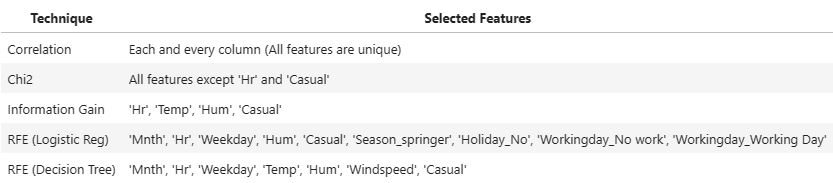 Technique Selected Features
Correlation Each and every column (All features are unique)
Chi2 All features except 'Hr' and 'Casual'
Information Gain 'Hr', 'Temp', 'Hum', 'Casual'
RFE (Logistic Reg) 'Mnth', 'Hr', 'Weekday', 'Hum', 'Casual', 'Season_springer', 'Holiday_No', 'Workingday_No work', 'Workingday_Working Day'
RFE (Decision Tree) 'Mnth', 'Hr', 'Weekday', 'Temp', 'Hum', 'Windspeed', 'Casual'